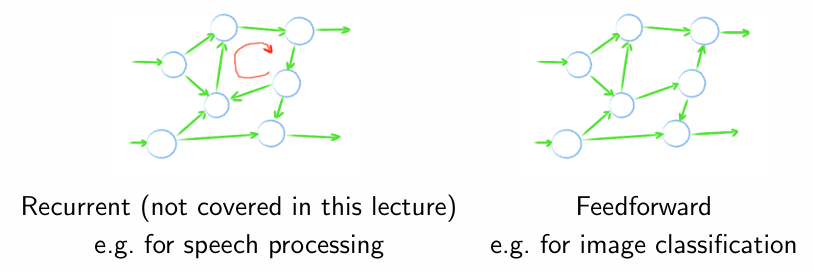 Recurrent (not covered in this lecture)
e.g. for speech processing
Feedforward
e.g. for image classification